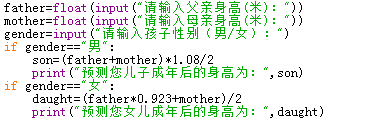 father=float(input("请输入父亲身高(米): "))
mother=float(input("请输入母亲身高(米): "))
gender=input("请输入孩子性别（男/女）: ")
if gender=="男":
    son=(father+mother)*1.08/2
    print("预测您儿子成年后的身高为: ",son)
if gender=="女":
    daught=(father*0.923+mother)/2
    print("预测您女儿成年后的身高为: ",daught)